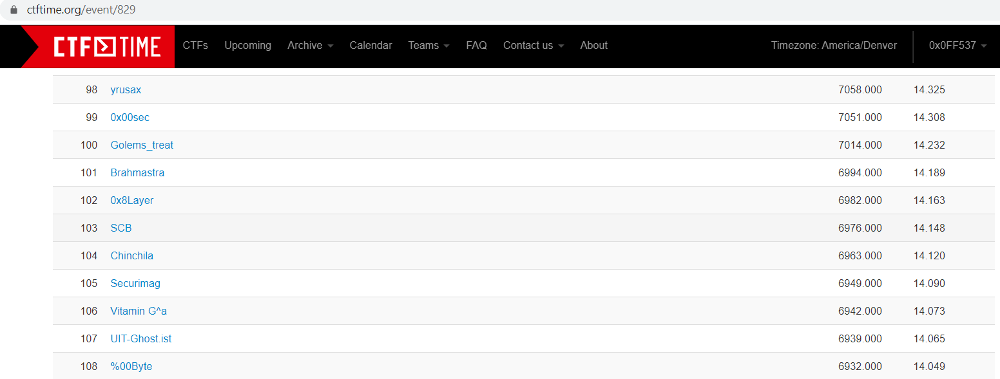 ctftime.org/event/829
CTF TIME CTFs Upcoming Archive Calendar Teams FAQ Contact us About Timezone: America/Denver 0x0FF537
98 yrusax 7058.000 14.325
99 0x00sec 7051.000 14.308
100 Golems_treat 7014.000 14.232
101 Brahmastra 6994.000 14.189
102 0x8Layer 6982.000 14.163
103 SCB 6976.000 14.148
104 Chinchila 6963.000 14.120
105 Securimag 6949.000 14.090
106 Vitamin G^a 6942.000 14.073
107 UIT-Ghost.ist 6939.000 14.065
108 %00Byte 6932.000 14.049